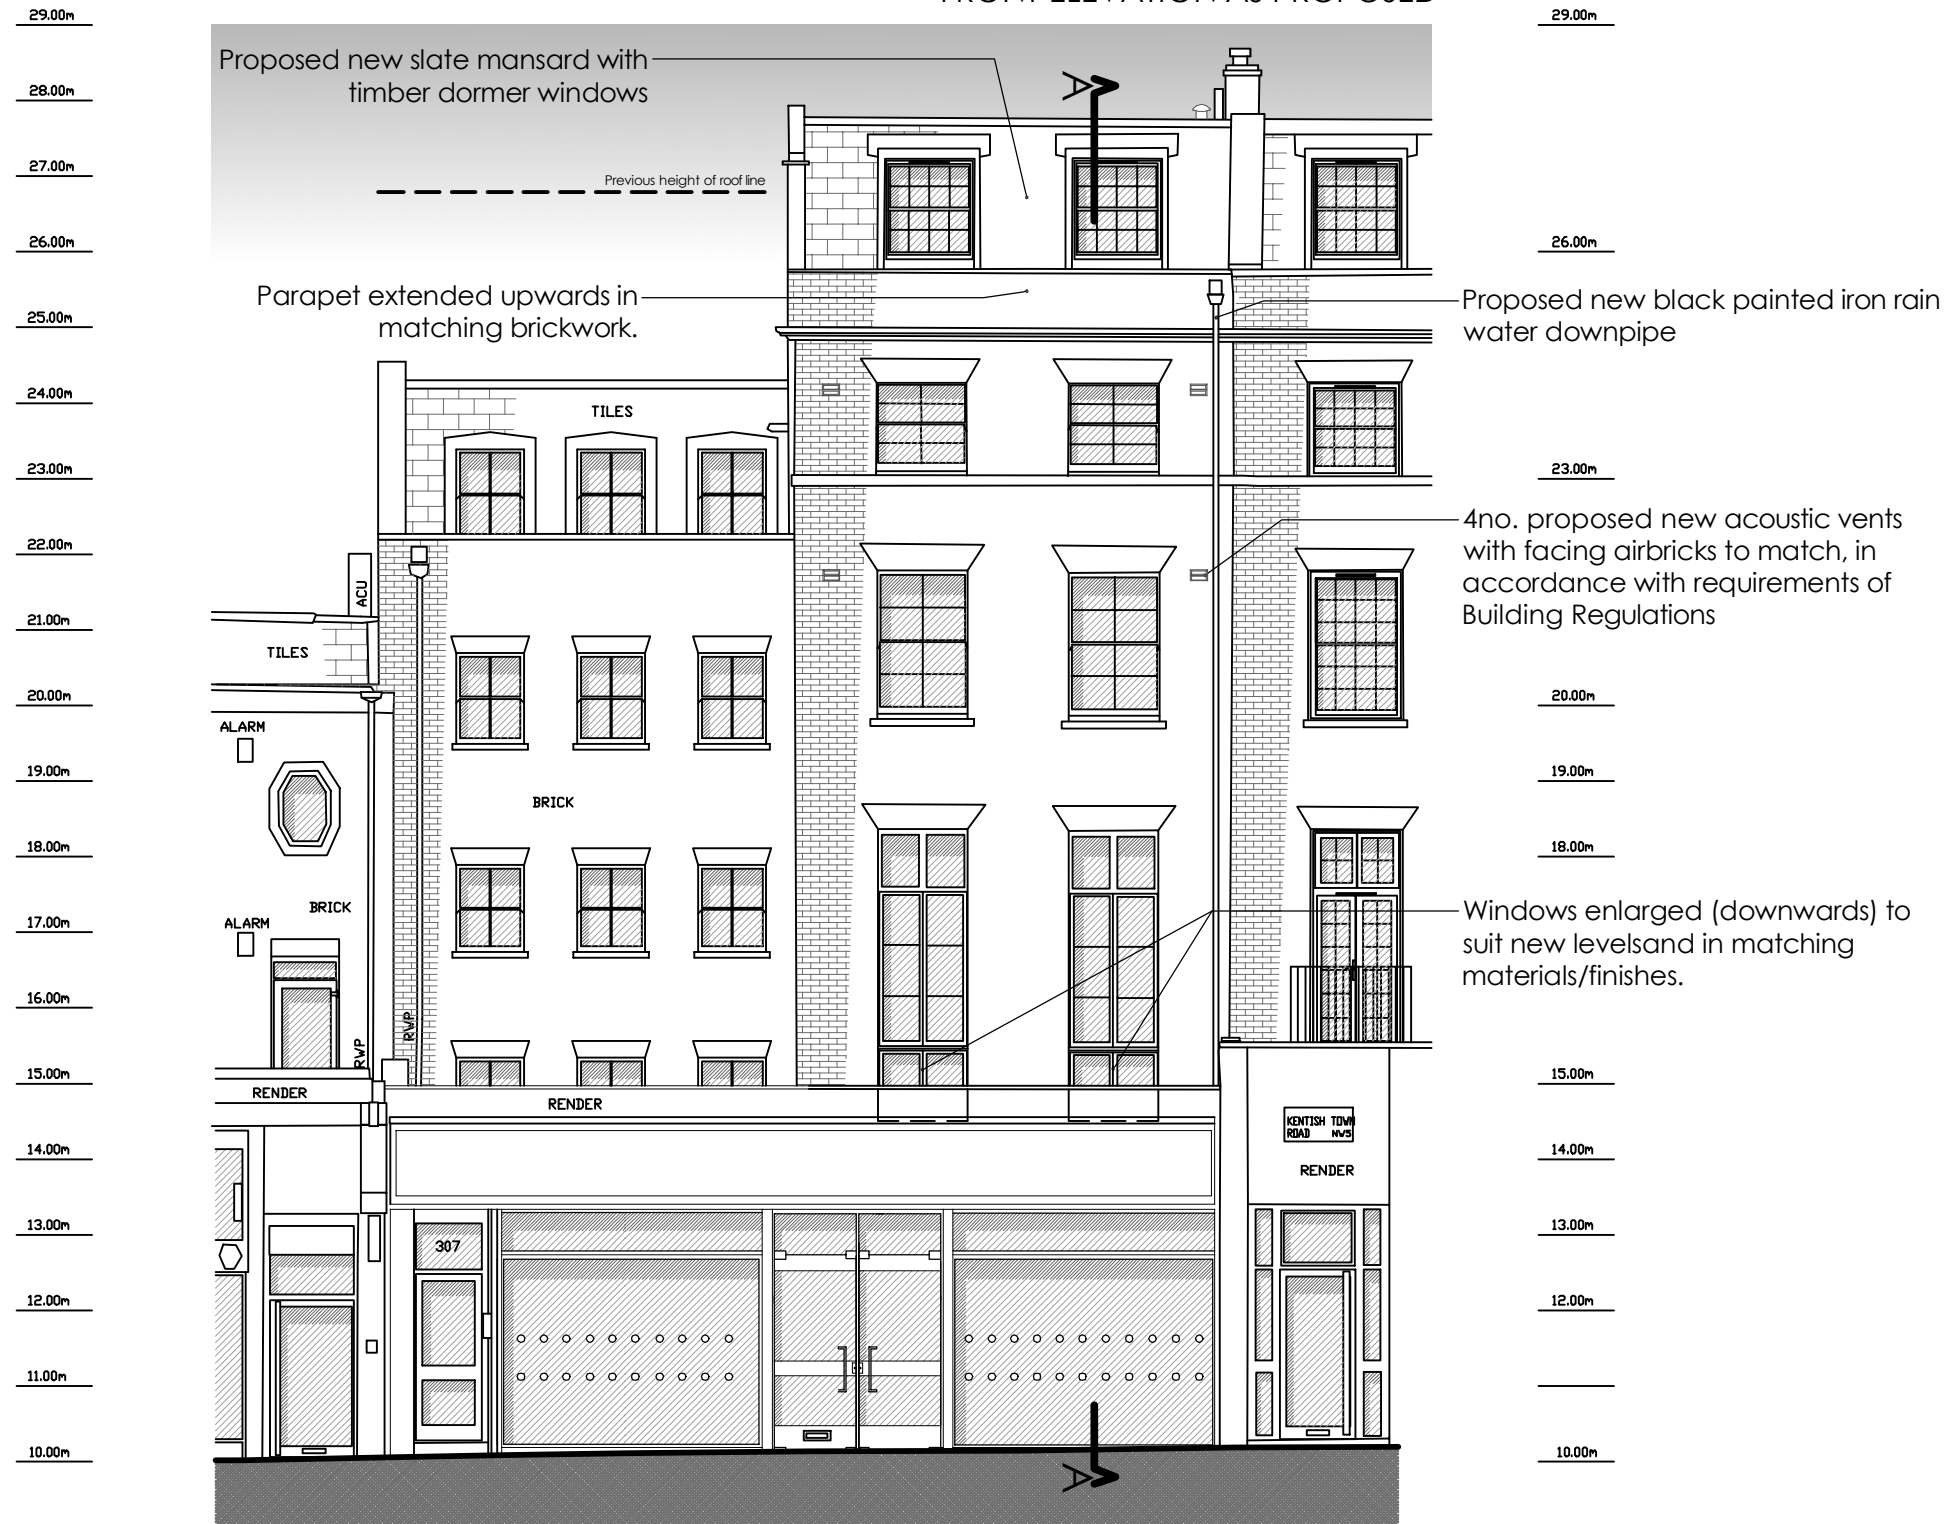 FRONT ELEVATION AS PROPOSED
29.00m
29.00m
Proposed new slate mansard with
timber dormer windows
A
28.00m
27.00m
Previous height of roof line
26.00m
26.00m
Parapet extended upwards in
matching brickwork.
Proposed new black painted iron rain
water downpipe
25.00m
24.00m
TILES
23.00m
23.00m
4no. proposed new acoustic vents
with facing airbricks to match, in
accordance with requirements of
Building Regulations
22.00m
ACU
21.00m
TILES
20.00m
20.00m
ALARM
19.00m
19.00m
BRICK
18.00m
18.00m
BRICK
ALARM
17.00m
Windows enlarged (downwards) to
suit new levelsand in matching
materials/finishes.
16.00m
RWP
RWP
15.00m
15.00m
RENDER
RENDER
KENTISH TOWN
ROAD NW5
14.00m
14.00m
RENDER
13.00m
13.00m
307
12.00m
12.00m
11.00m
10.00m
10.00m
A